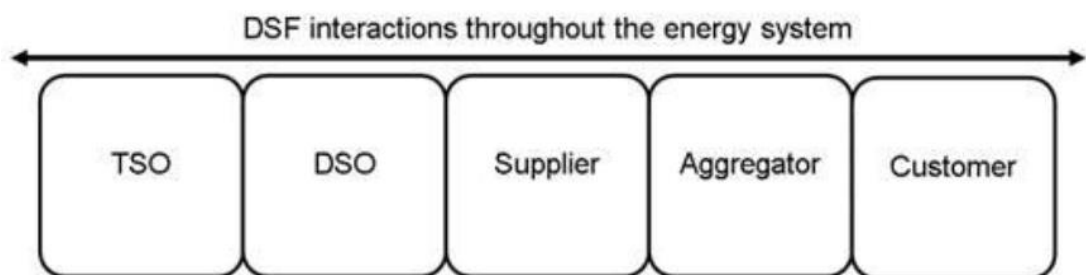 DSF interactions throughout the energy system
TSO DSO Supplier Aggregator Customer